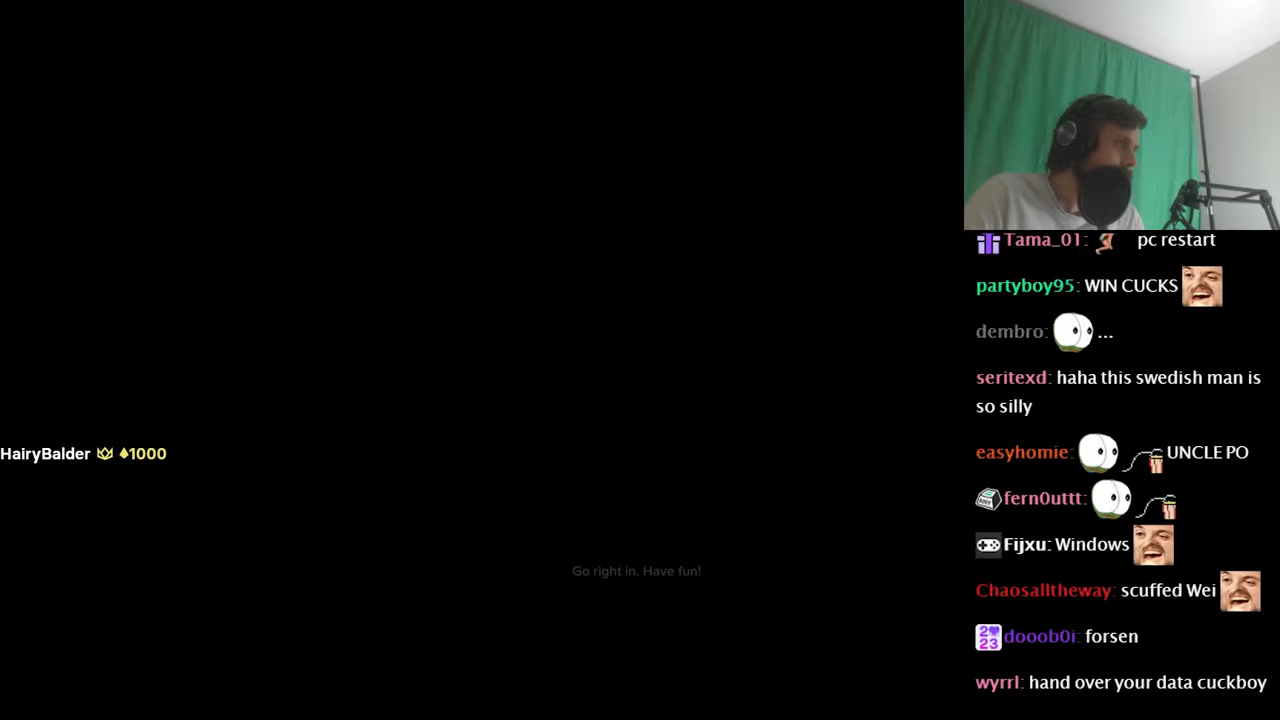 Tama_01: pc restart
partyboy95: WIN CUCKS
dembro: ...
seritexd: haha this swedish man is
so silly
easyhomie: UNCLE PO
fern0uttt:
Fijxu: Windows
Chaosalltheway: scuffed Wei
2 23 dooob0i: forsen
wyrrl: hand over your data cuckboy
HairyBalder 1000
Go right in. Have fun!